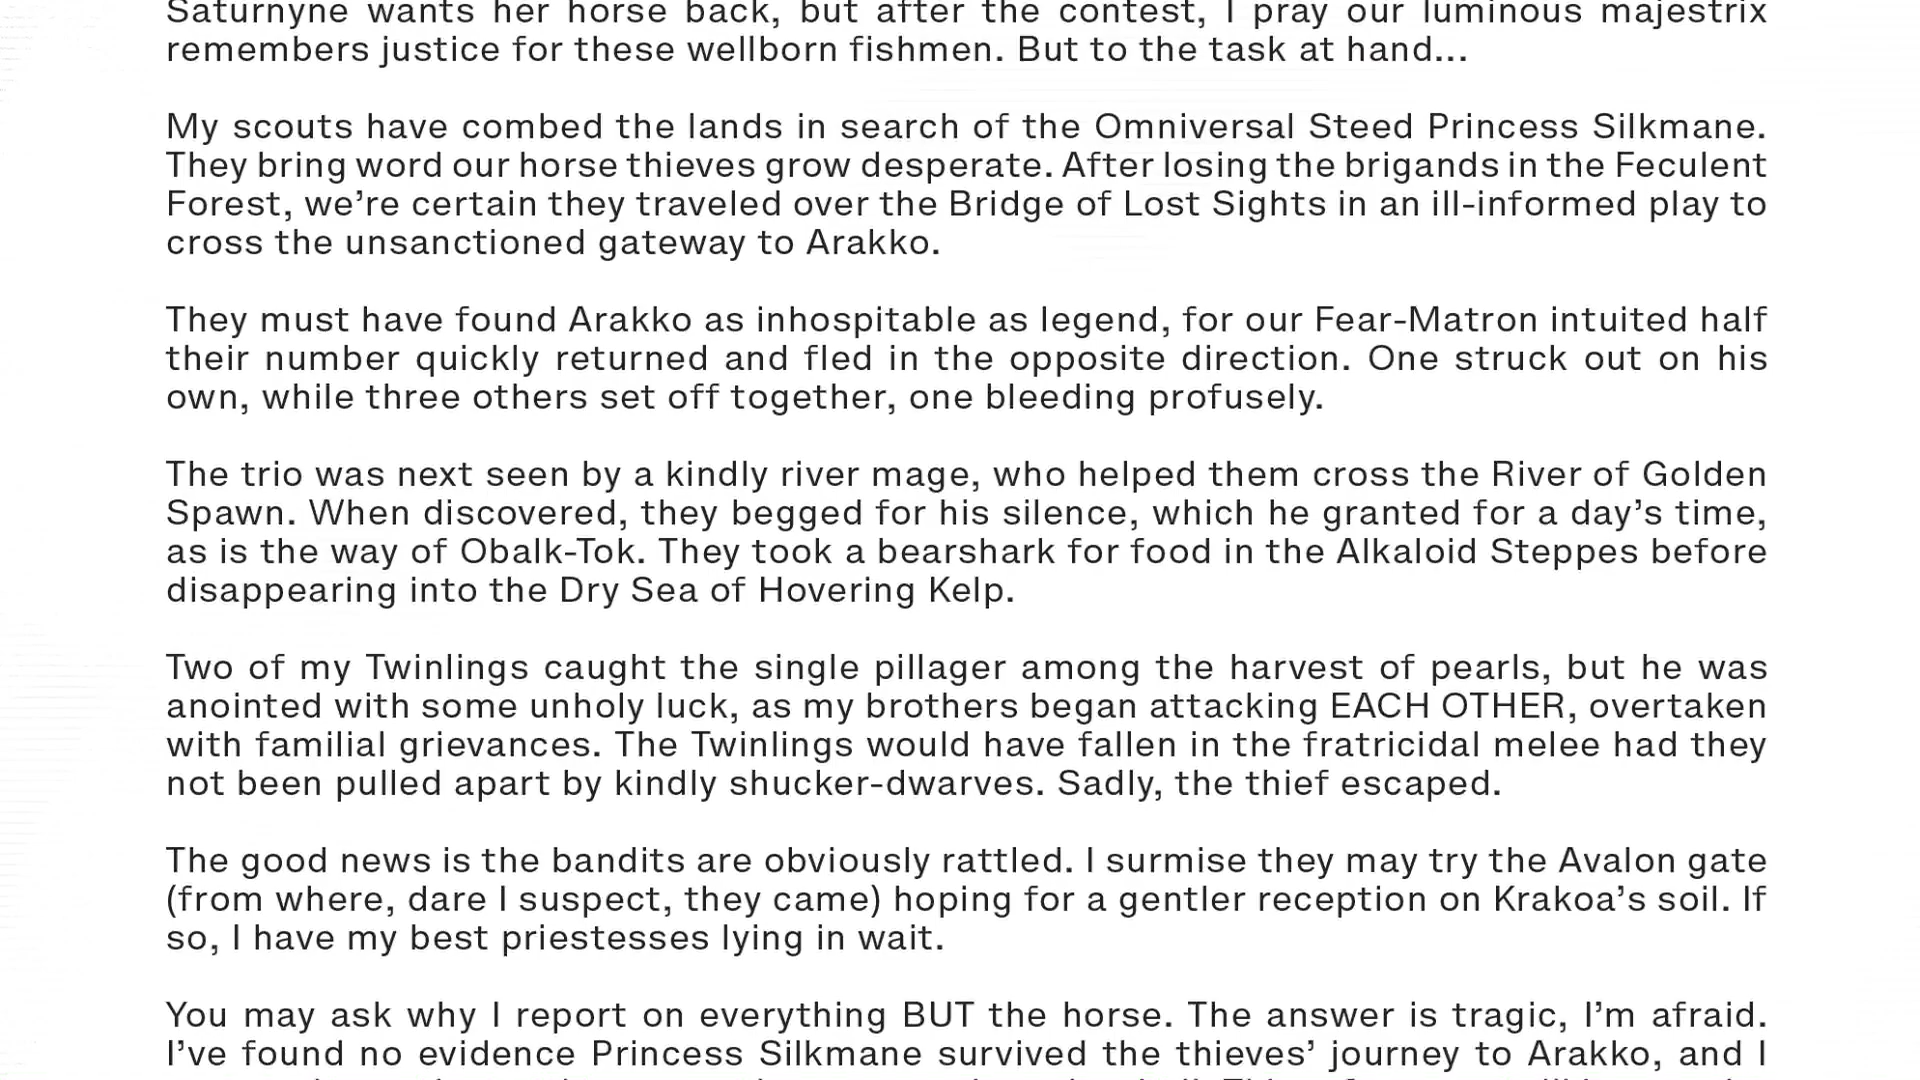 Saturnyne wants her horse back, but after the contest, I pray our luminous majestrix
remembers justice for these wellborn fishmen. But to the task at hand...
My scouts have combed the lands in search of the Omniversal Steed Princess Silkmane.
They bring word our horse thieves grow desperate. After losing the brigands in the Feculent
Forest, we’re certain they traveled over the Bridge of Lost Sights in an ill-informed play to
cross the unsanctioned gateway to Arakko.
They must have found Arakko as inhospitable as legend, for our Fear-Matron intuited half
their number quickly returned and fled in the opposite direction. One struck out on his
own, while three others set off together, one bleeding profusely.
The trio was next seen by a kindly river mage, who helped them cross the River of Golden
Spawn. When discovered, they begged for his silence, which he granted for a day’s time,
as is the way of Obalk-Tok. They took a bearshark for food in the Alkaloid Steppes before
disappearing into the Dry Sea of Hovering Kelp.
Two of my Twinlings caught the single pillager among the harvest of pearls, but he was
anointed with some unholy luck, as my brothers began attacking EACH OTHER, overtaken
with familial grievances. The Twinlings would have fallen in the fratricidal melee had they
not been pulled apart by kindly shucker-dwarves. Sadly, the thief escaped.
The good news is the bandits are obviously rattled. I surmise they may try the Avalon gate
(from where, dare I suspect, they came) hoping for a gentler reception on Krakoa’s soil. If
so, I have my best priestesses lying in wait.
You may ask why I report on everything BUT the horse. The answer is tragic, I’m afraid.
I’ve found no evidence Princess Silkmane survived the thieves’ journey to Arakko, and I